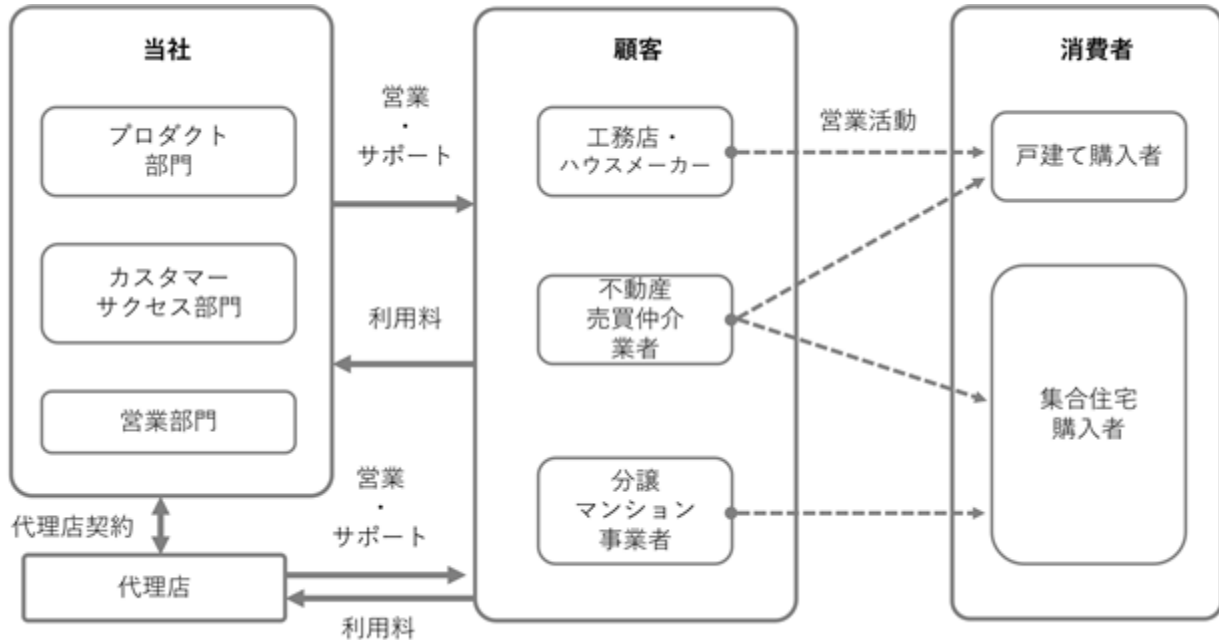 当社
プロダクト
部門
カスタマー
サクセス部門
営業部門
代理店契約
代理店
営業
・
サポート
利用料
営業
・
サポート
利用料
顧客
工務店・
ハウスメーカー
不動産
売買仲介
業者
分譲
マンション
事業者
営業活動
消費者
戸建て購入者
集合住宅
購入者